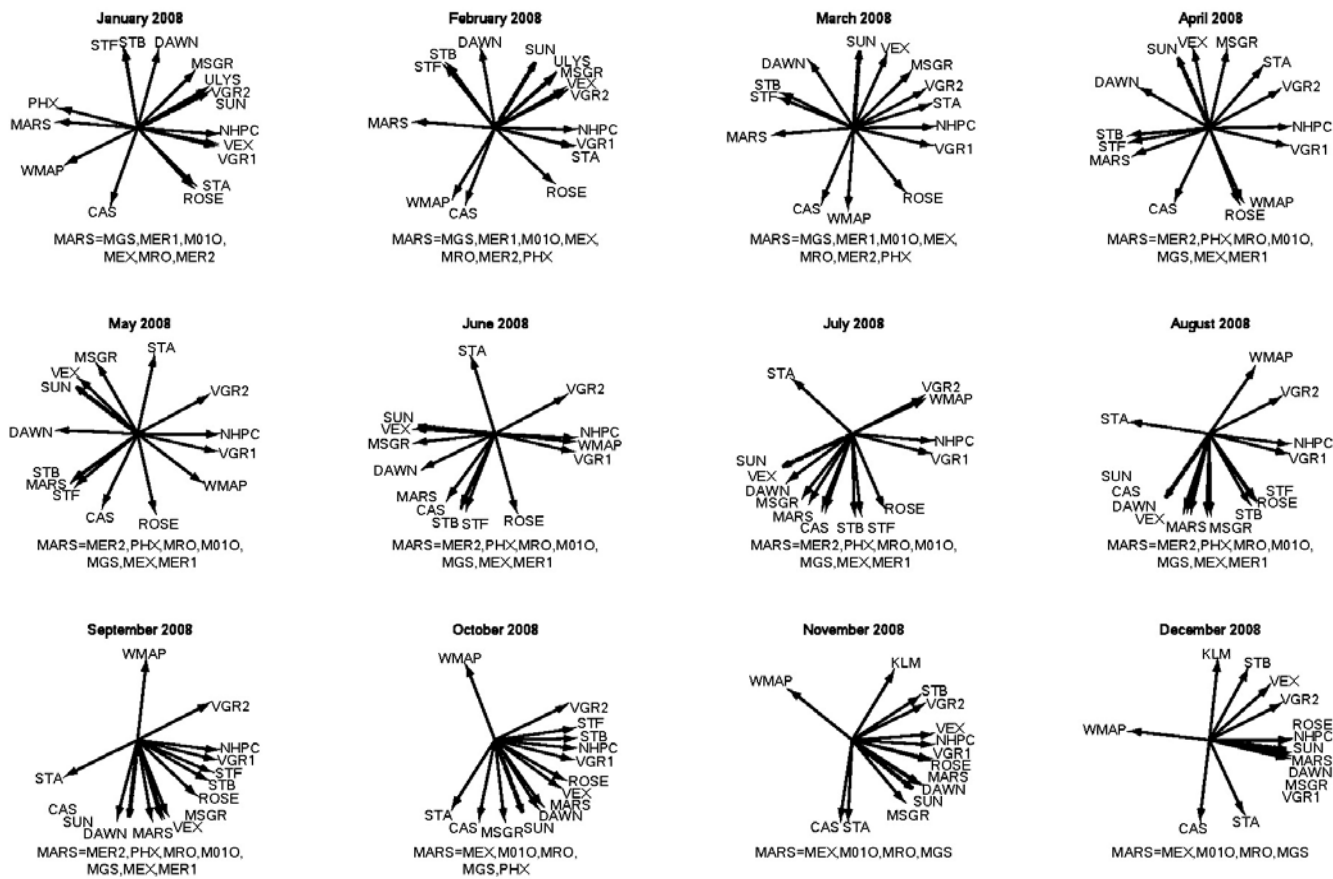 January 2008
STF STB DAWN
MSGR
ULYS
VGR2
SUN
PHX
MARS
NHPC
VEX
VGR1
WMAP
STA
ROSE
CAS
MARS=MGS,MER1,M01O,
MEX,MRO,MER2
February 2008
DAWN
SUN
STB
STF
ULYS
MSGR
VEX
VGR2
MARS
NHPC
VGR1
STA
ROSE
WMAP
CAS
MARS=MGS,MER1,M01O,MEX,
MRO,MER2,PHX
March 2008
SUN
VEX
DAWN
MSGR
STB
STF
VGR2
STA
MARS
NHPC
VGR1
ROSE
CAS
WMAP
MARS=MGS,MER1,M01O,MEX,
MRO,MER2,PHX
April 2008
SUN
VEX
MSGR
STA
DAWN
VGR2
STB
STF
MARS
NHPC
VGR1
CAS
WMAP
ROSE
MARS=MER2,PHX,MRO,M01O,
MGS,MEX,MER1
May 2008
MSGR
STA
VEX
SUN
VGR2
DAWN
NHPC
VGR1
STB
MARS
STF
WMAP
CAS
ROSE
MARS=MER2,PHX,MRO,M01O,
MGS,MEX,MER1
June 2008
STA
VGR2
SUN
VEX
MSGR
NHPC
WMAP
VGR1
DAWN
MARS
CAS
STB STF
ROSE
MARS=MER2,PHX,MRO,M01O,
MGS,MEX,MER1
July 2008
STA
VGR2
WMAP
NHPC
VGR1
SUN
VEX
DAWN
MSGR
MARS
CAS STB STF
ROSE
MARS=MER2,PHX,MRO,M01O,
MGS,MEX,MER1
August 2008
WMAP
VGR2
STA
NHPC
VGR1
SUN
CAS
DAWN
VEX
MARS MSGR
STF
ROSE
STB
MARS=MER2,PHX,MRO,M01O,
MGS,MEX,MER1
September 2008
WMAP
VGR2
NHPC
VGR1
STF
STB
ROSE
STA
CAS
SUN
DAWN MARS
MSGR
VEX
MARS=MER2,PHX,MRO,M01O,
MGS,MEX,MER1
October 2008
WMAP
VGR2
STF
STB
NHPC
VGR1
ROSE
VEX
MARS
DAWN
STA
CAS MSGR SUN
MARS=MEX,M01O,MRO,
MGS,PHX
November 2008
KLM
WMAP
STB
VGR2
VEX
NHPC
VGR1
ROSE
MARS
DAWN
SUN
MSGR
CAS STA
MARS=MEX,M01O,MRO,MGS
December 2008
KLM
STB
VEX
VGR2
WMAP
ROSE
NHPC
SUN
MARS
DAWN
MSGR
VGR1
CAS
STA
MARS=MEX,M01O,MRO,MGS